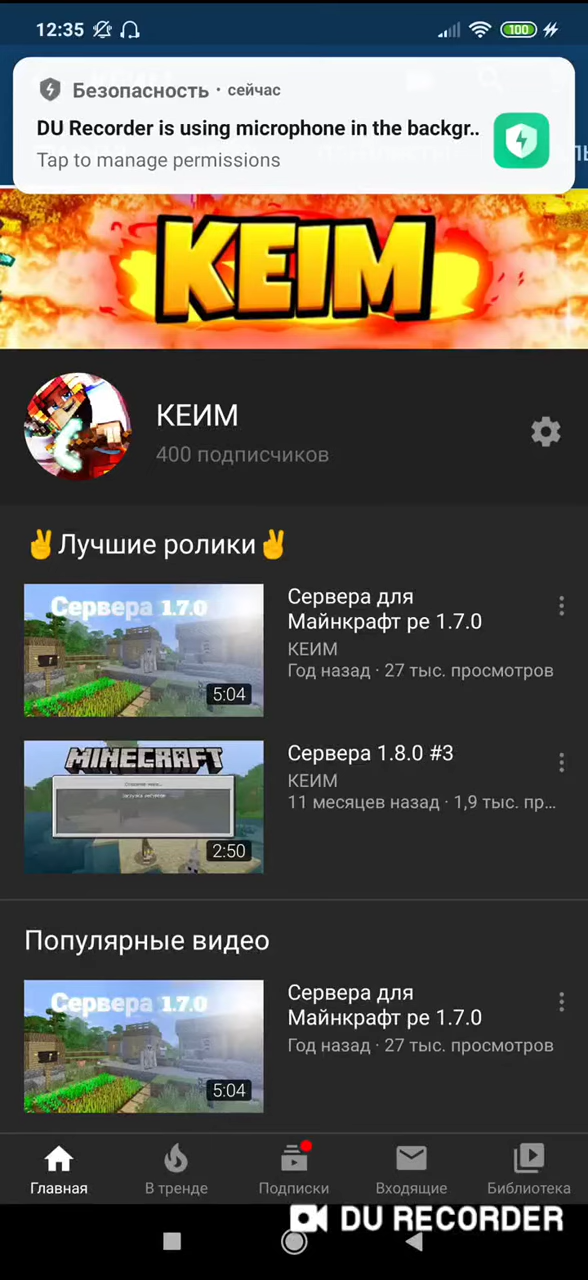 12:35
100
Безопасность · сейчас
DU Recorder is using microphone in the backgr..
Tap to manage permissions
KEIM
КЕИМ
400 подписчиков
✌Лучшие ролики✌
Сервера 1.7.0
5:04
Сервера для
Майнкрафт ре 1.7.0
КЕИМ
Год назад · 27 тыс. просмотров
MINECRAFT
2:50
Сервера 1.8.0 #3
КЕИМ
11 месяцев назад · 1,9 тыс. пр…
Популярные видео
Сервера 1.7.0
5:04
Сервера для
Майнкрафт ре 1.7.0
Год назад · 27 тыс. просмотров
Главная
В тренде
Подписки
Входящие
Библиотека
DU RECORDER